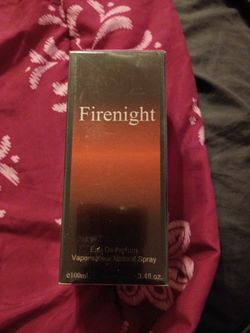 Firenight
Eau De Parfum
Vaporisateur Natural Spray
e100ml 3.4fl.oz.